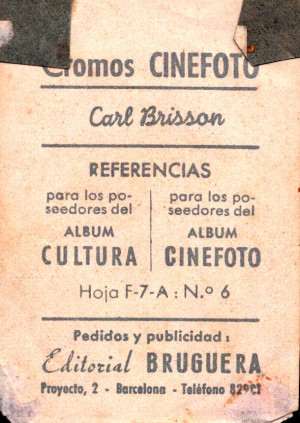 Cromos CINEFOTO
Carl Brisson
REFERENCIAS
para los po-
seedores del
ALBUM
CULTURA
para los po-
seedores del
ALBUM
CINEFOTO
Hoja F-7-A : N.º 6
Pedidos y publicidad :
Editorial BRUGUERA
Proyecto, 2 - Barcelona - Teléfono